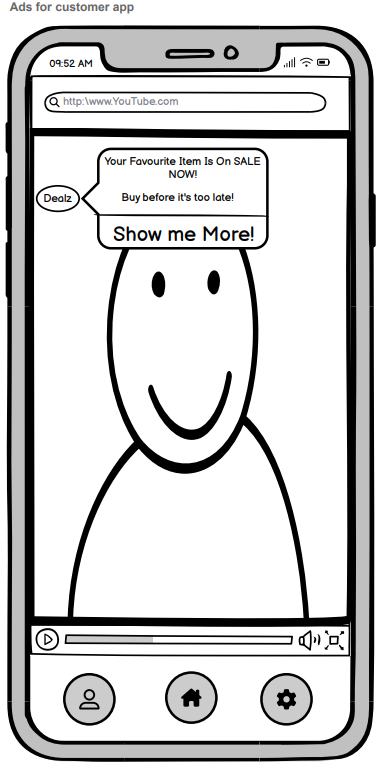 Ads for customer app
09:52 AM
http:\www.YouTube.com
Your Favourite Item Is On SALE
NOW!
Dealz
Buy before it's too late!
Show me More!